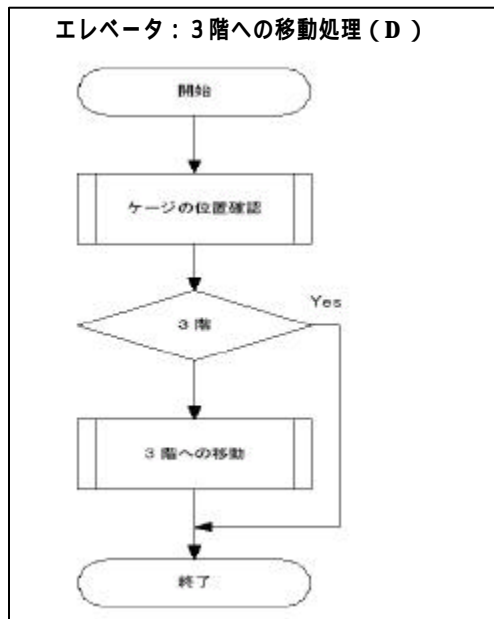 エレベータ：３階への移動処理（D ）
開始
ケージの位置確認
Yes
３階
３階への移動
終了